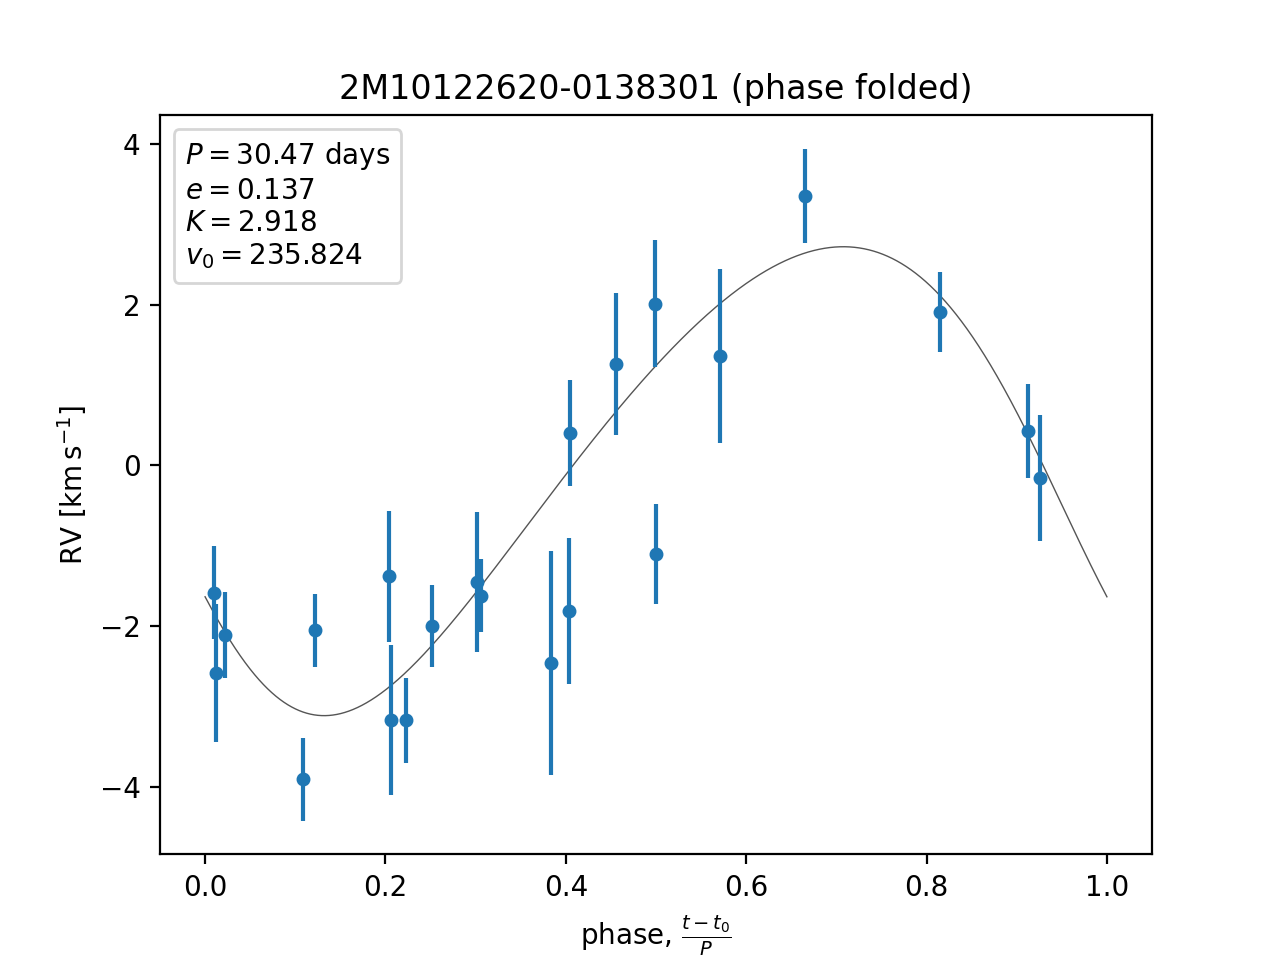 2M10122620-0138301 (phase folded)
P = 30.47 days
e = 0.137
K = 2.918
v₀ = 235.824
4
2
0
−2
−4
RV [km s⁻¹]
0.0 0.2 0.4 0.6 0.8 1.0
phase, (t − t₀)/P